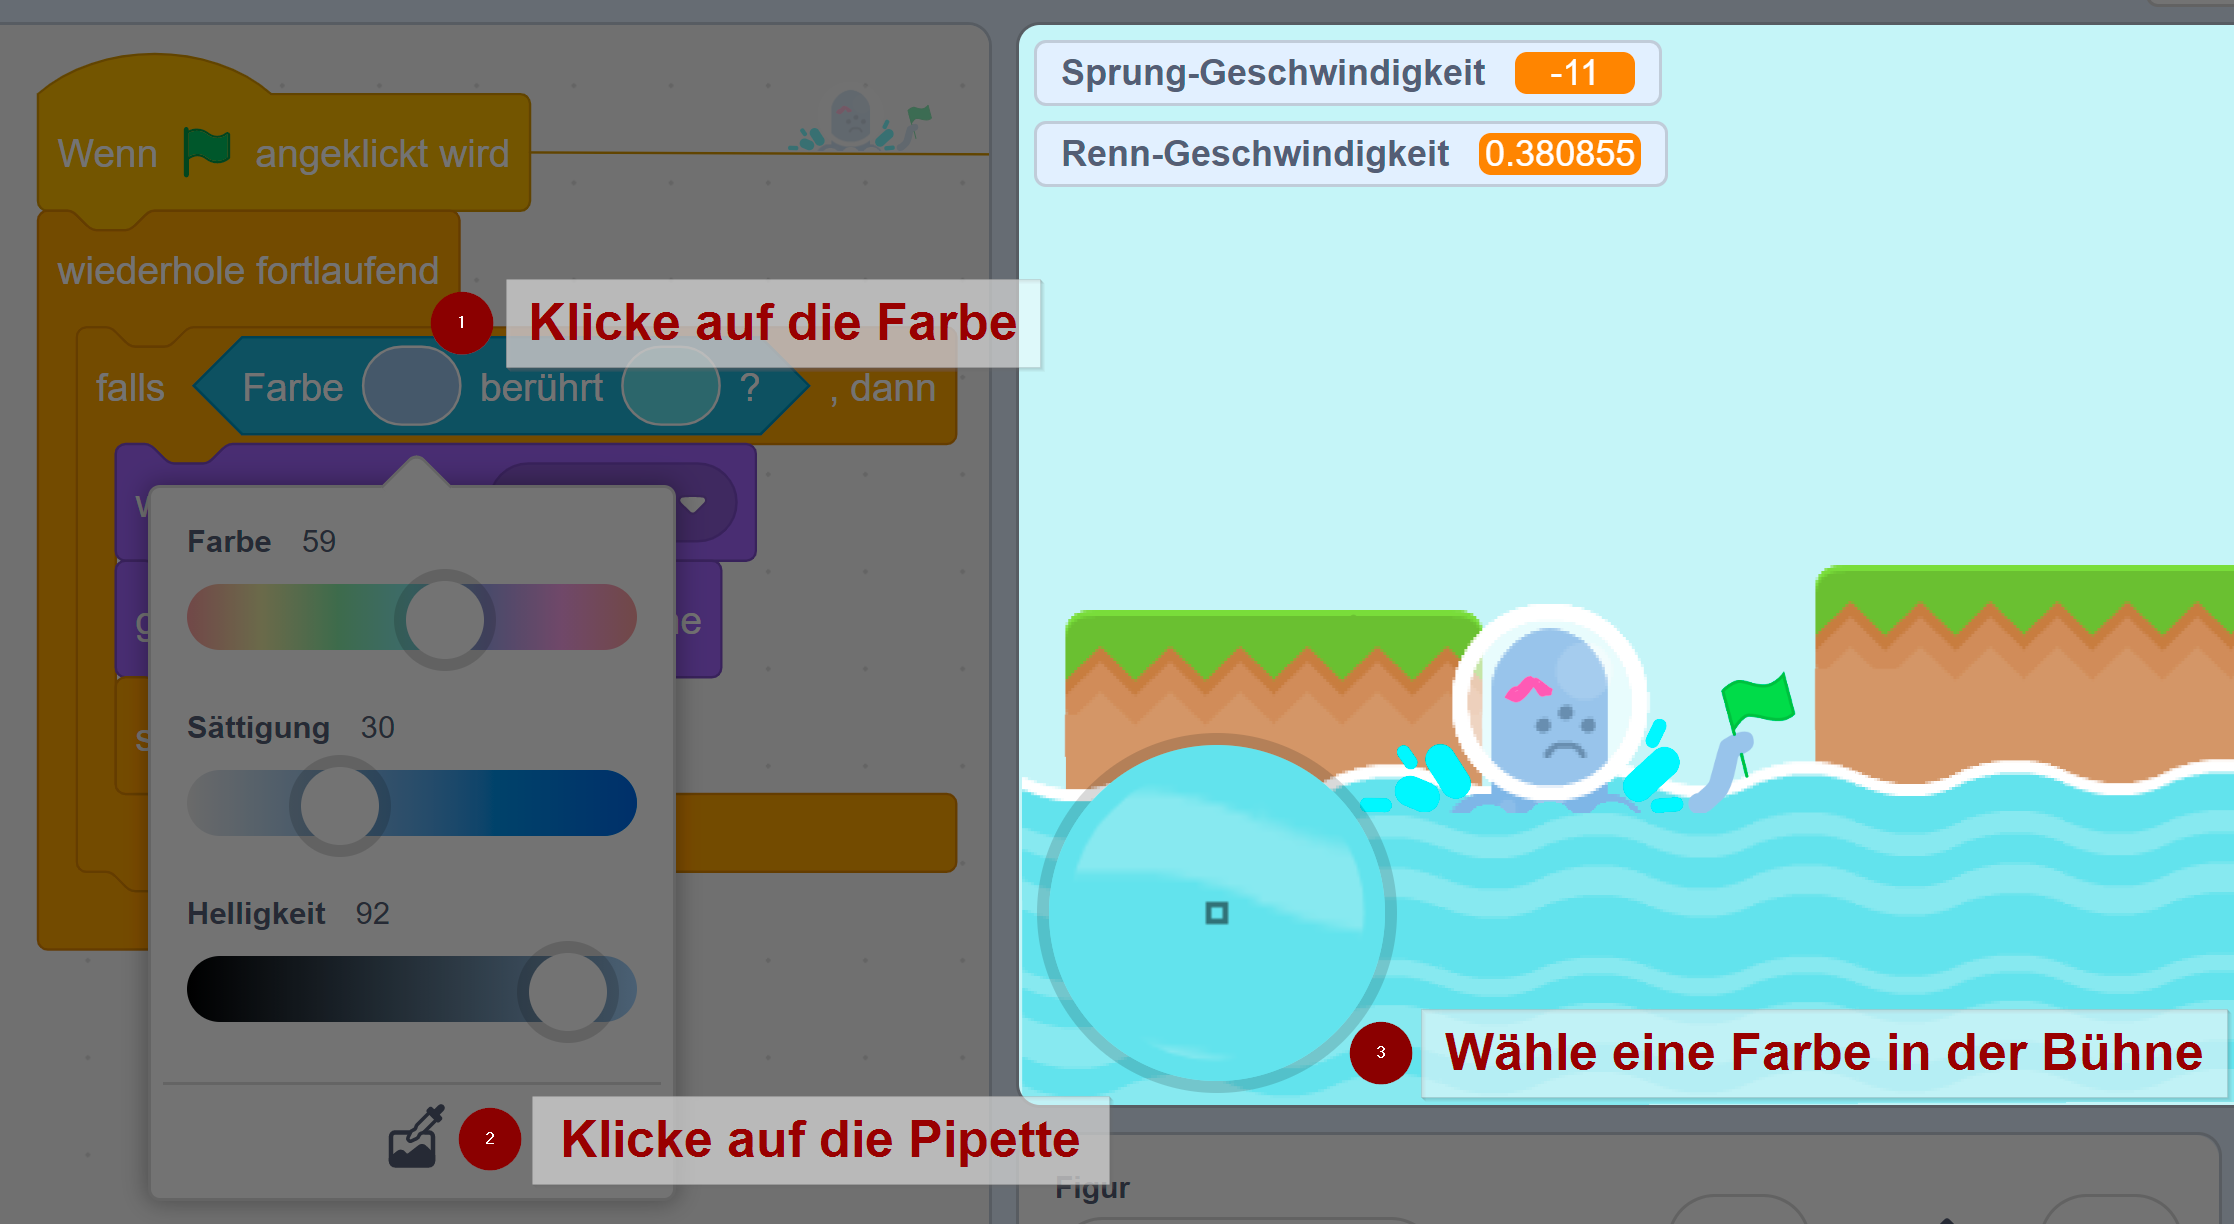 Wenn angeklickt wird
wiederhole fortlaufend
1 Klicke auf die Farbe
falls Farbe berührt ? , dann
Farbe 59
Sättigung 30
Helligkeit 92
2 Klicke auf die Pipette
Sprung-Geschwindigkeit -11
Renn-Geschwindigkeit 0.380855
3 Wähle eine Farbe in der Bühne
Figur